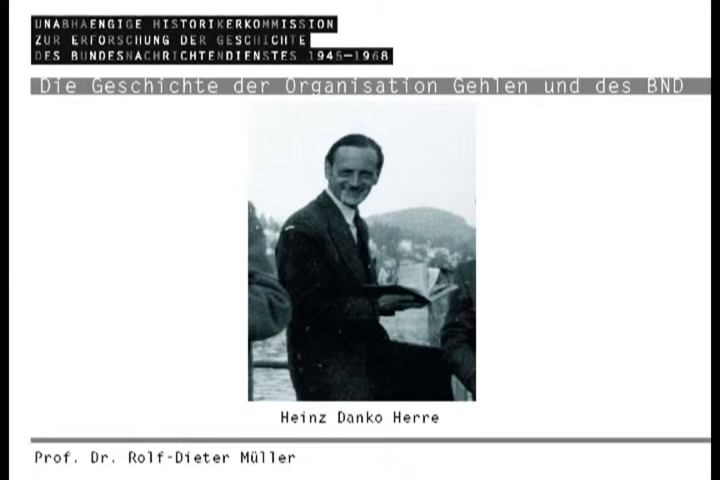 UNABHAENGIGE HISTORIKERKOMMISSION
ZUR ERFORSCHUNG DER GESCHICHTE
DES BUNDESNACHRICHTENDIENSTES 1945–1968
Die Geschichte der Organisation Gehlen und des BND
Heinz Danko Herre
Prof. Dr. Rolf-Dieter Müller